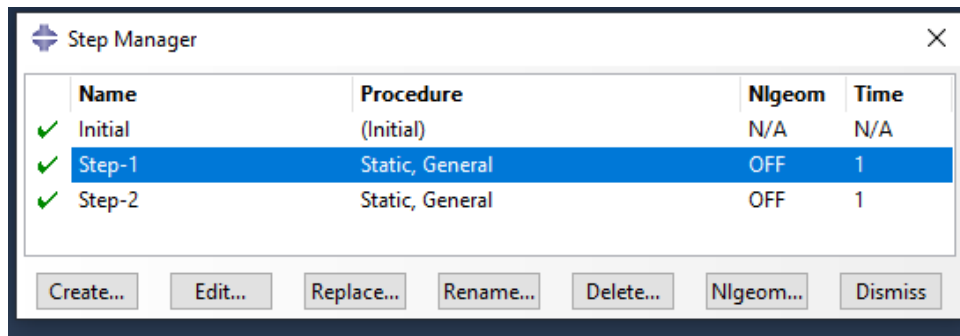 Step Manager
Name Procedure Nlgeom Time
Initial (Initial) N/A N/A
Step-1 Static, General OFF 1
Step-2 Static, General OFF 1
Create... Edit... Replace... Rename... Delete... Nlgeom... Dismiss